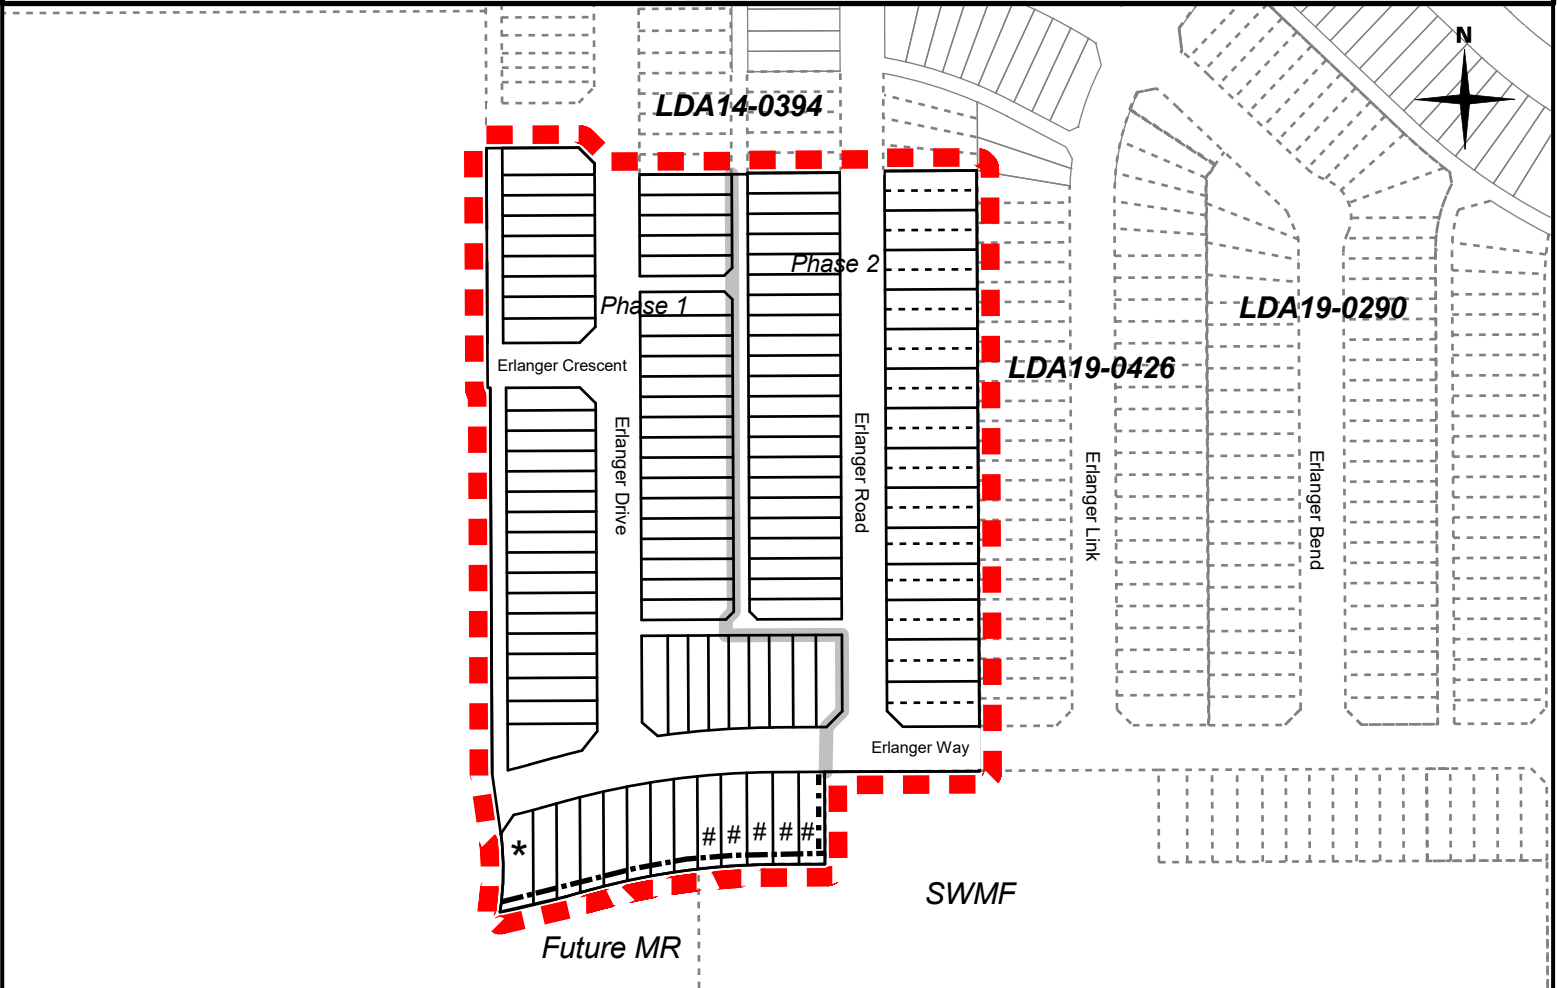 N
LDA14-0394
Phase 2
Phase 1
LDA19-0290
Erlanger Crescent
LDA19-0426
Erlanger Drive
Erlanger Road
Erlanger Link
Erlanger Bend
Erlanger Way
# # # # #
*
SWMF
Future MR